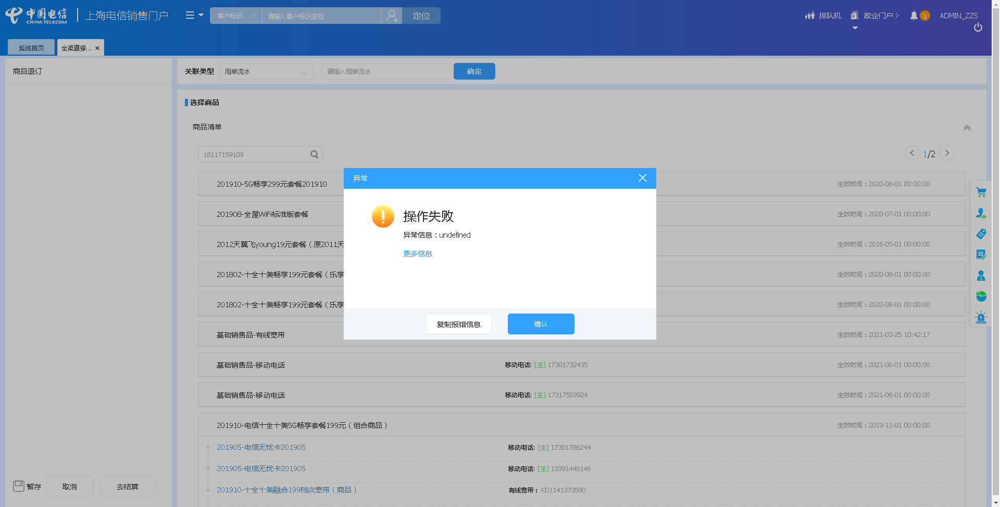 中国电信
CHINA TELECOM
上海电信销售门户
客户标识
请输入客户标识定位
定位
排队机
政企门户
1
ADMIN_ZZS
系统首页
全渠道穿...
商品退订
关联类型
甩单流水
请输入甩单流水
确定
选择商品
商品清单
18117159109
1/2
201910-5G畅享299元套餐201910
生效时间：2020-08-01 00:00:00
201908-全屋WiFi标准版套餐
生效时间：2020-07-01 00:00:00
2012天翼飞young19元套餐（原2011天
生效时间：2016-05-01 00:00:00
201802-十全十美畅享199元套餐（乐享
生效时间：2020-08-01 00:00:00
201802-十全十美畅享199元套餐（乐享
生效时间：2020-08-01 00:00:00
基础销售品-有线宽带
生效时间：2021-03-25 10:42:17
基础销售品-移动电话
移动电话: [主] 17301732435
生效时间：2021-06-01 00:00:00
基础销售品-移动电话
移动电话: [主] 17317503924
生效时间：2021-06-01 00:00:00
201910-电信十全十美5G畅享套餐199元（组合商品）
生效时间：2019-11-01 00:00:00
201905-电信无忧卡201905
移动电话: [主] 17301786244
201905-电信无忧卡201905
移动电话: [主] 13391446146
201910-十全十美融合199档次宽带（商品）
有线宽带： KD1141373590
异常
操作失败
异常信息：undefined
更多信息
复制报错信息
确认
暂存
取消
去结算